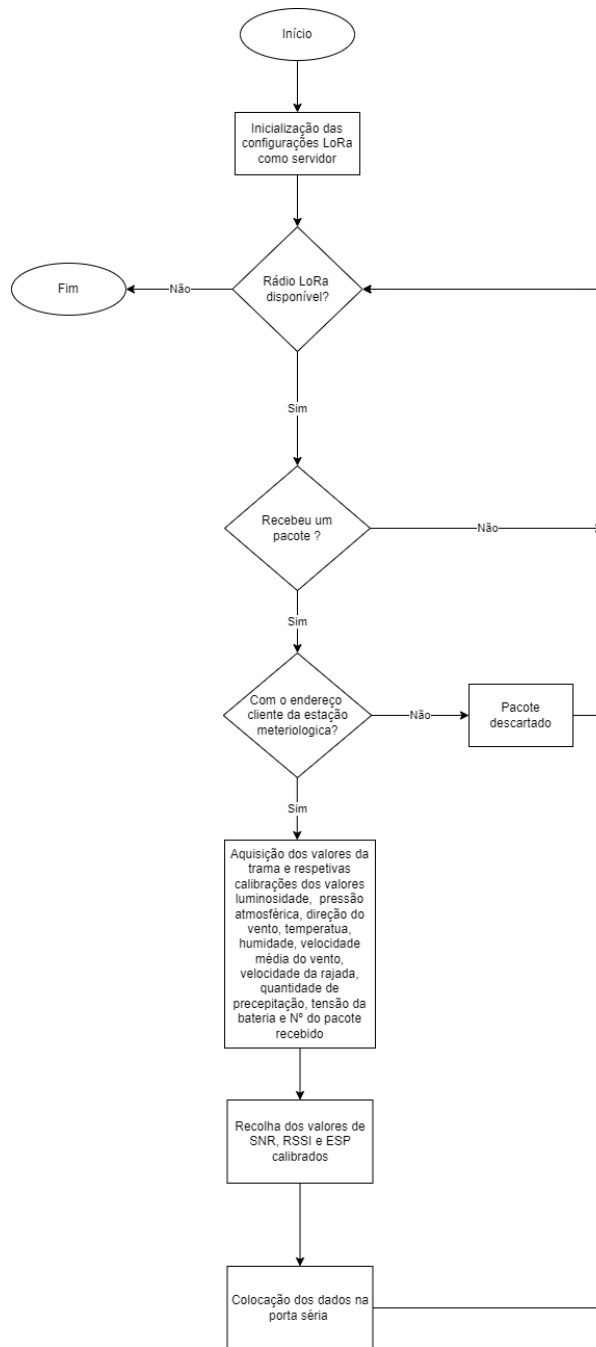 Início
Inicialização das
configurações LoRa
como servidor
Rádio LoRa
disponível?
Não
Fim
Sim
Recebeu um
pacote ?
Não
Sim
Com o endereço
cliente da estação
meteriologica?
Não
Pacote
descartado
Sim
Aquisição dos valores da
trama e respetivas
calibrações dos valores
luminosidade, pressão
atmosférica, direção do
vento, temperatua,
humidade, velocidade
média do vento,
velocidade da rajada,
quantidade de
precepitação, tensão da
bateria e Nº do pacote
recebido
Recolha dos valores de
SNR, RSSI e ESP
calibrados
Colocação dos dados na
porta séria